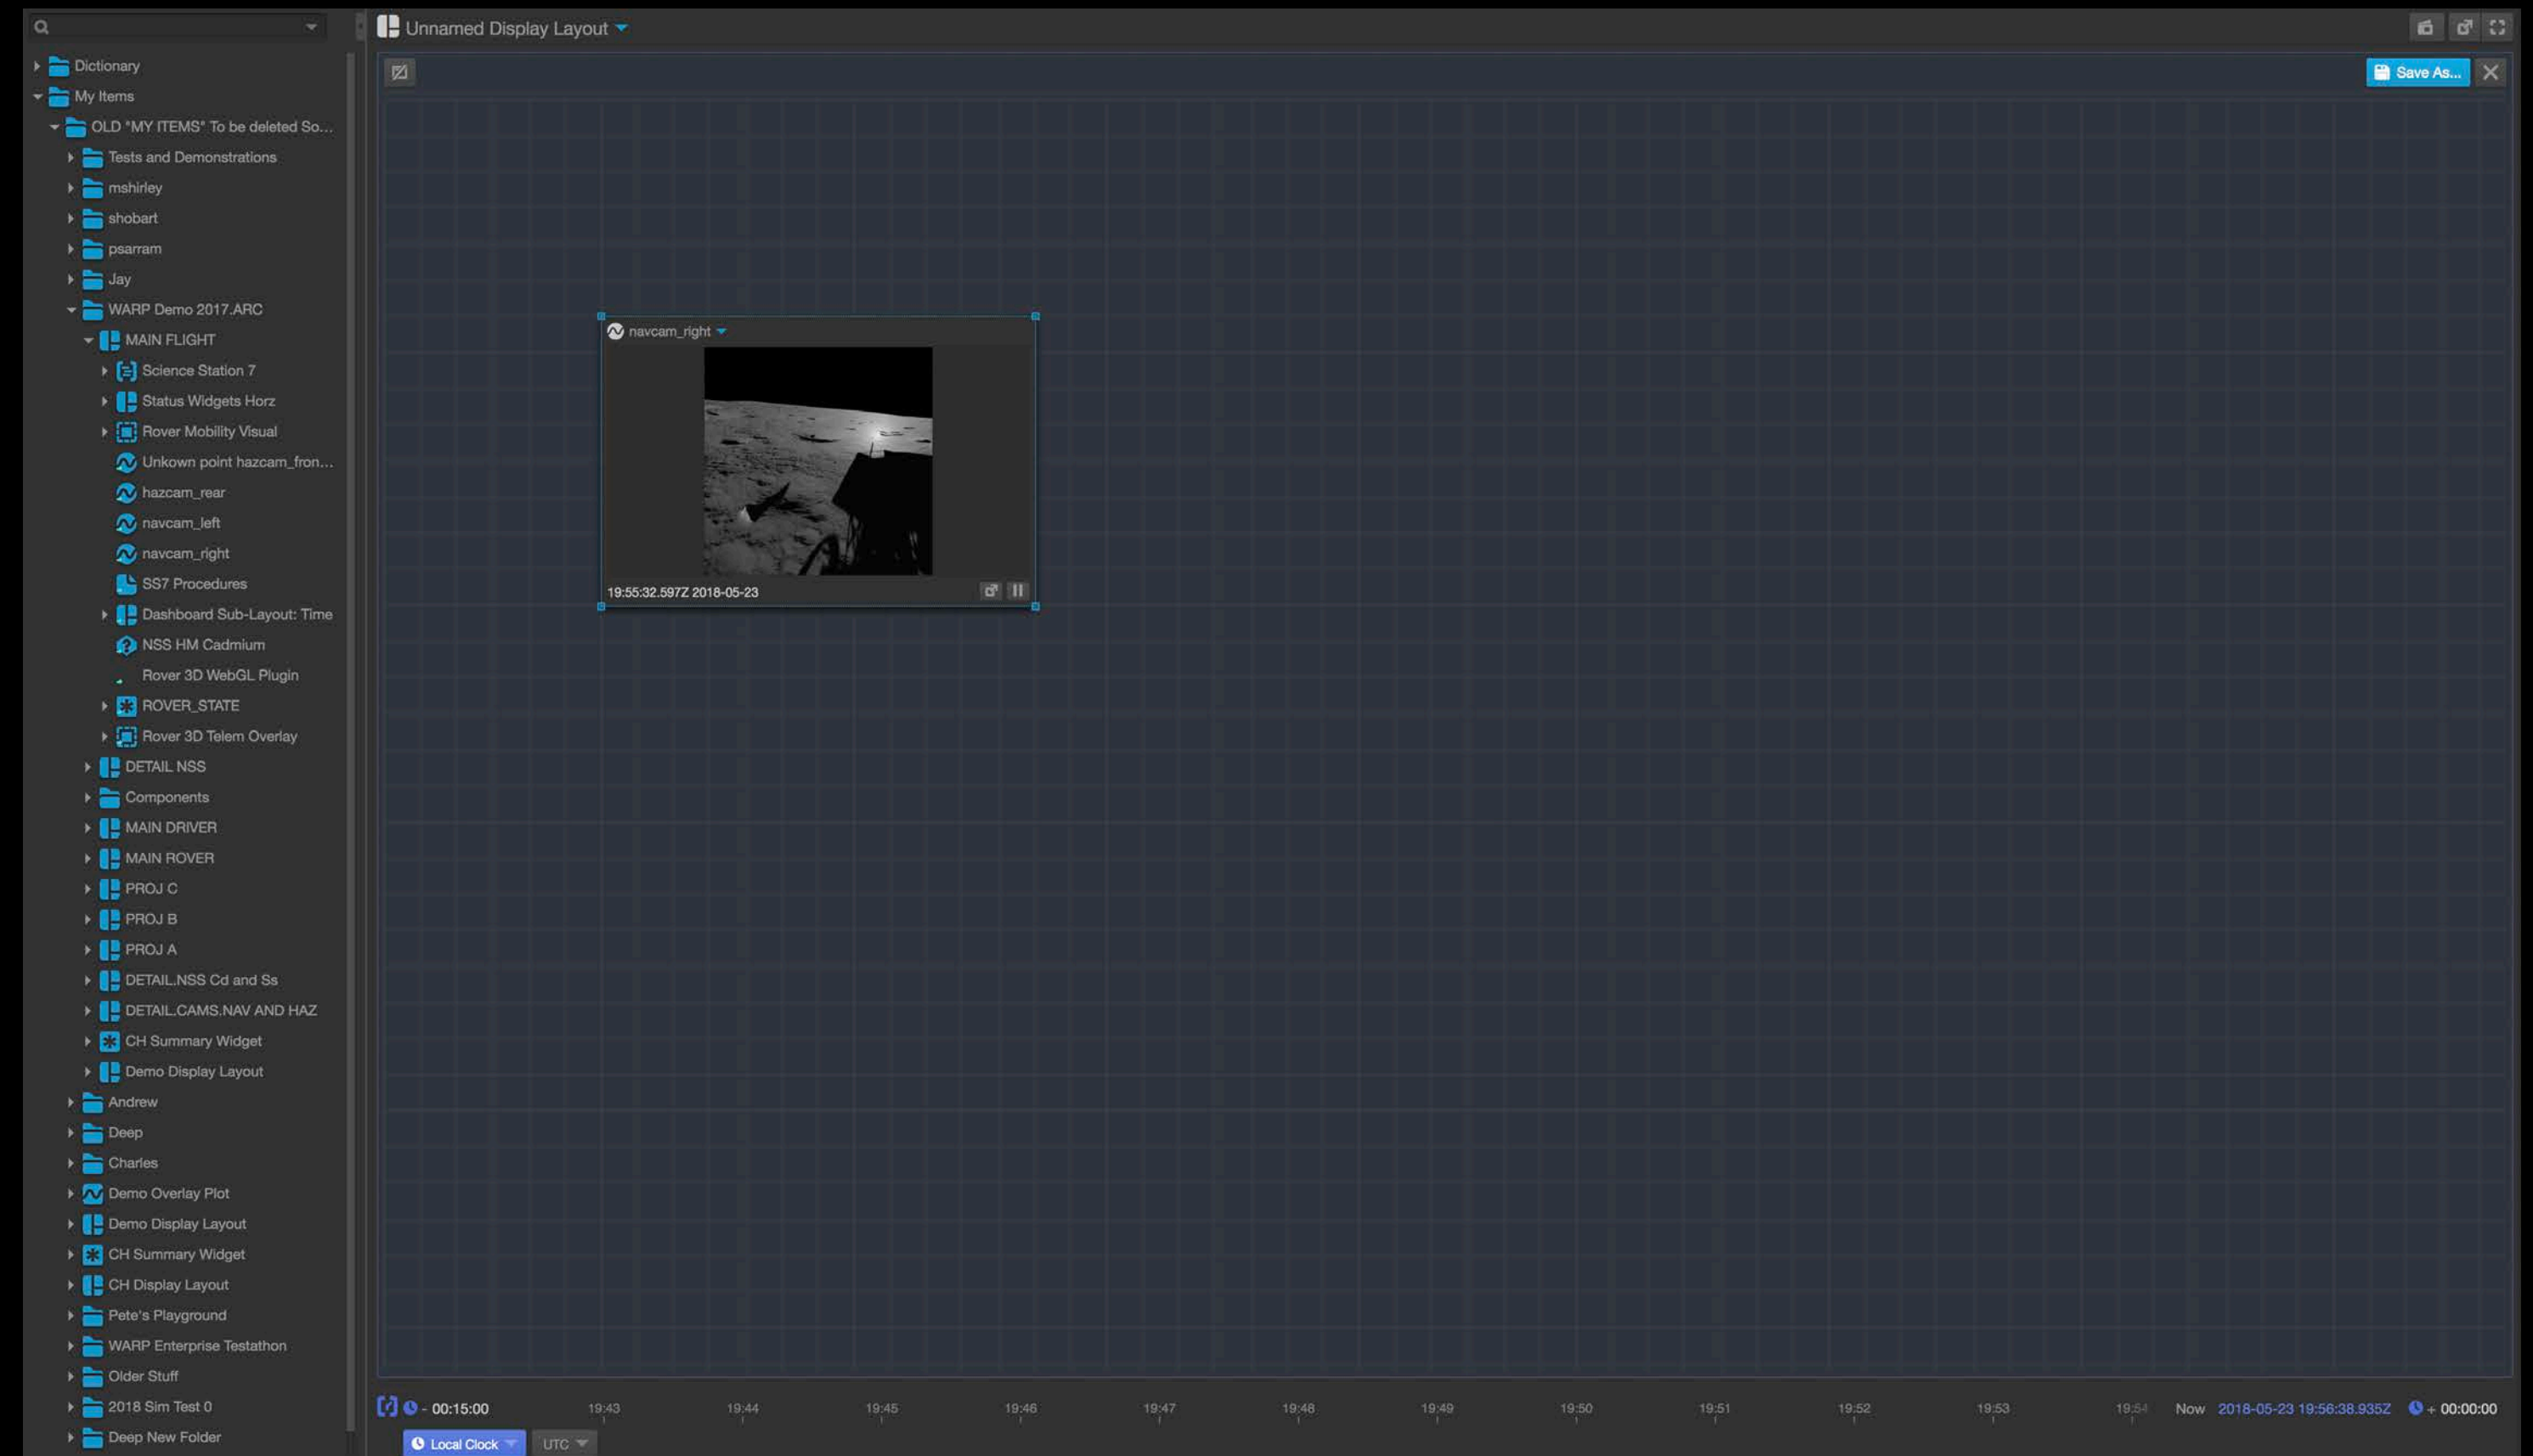 Dictionary
My Items
OLD "MY ITEMS" To be deleted So...
Tests and Demonstrations
mshirley
shobart
psarram
Jay
WARP Demo 2017.ARC
MAIN FLIGHT
Science Station 7
Status Widgets Horz
Rover Mobility Visual
Unkown point hazcam_fron...
hazcam_rear
navcam_left
navcam_right
SS7 Procedures
Dashboard Sub-Layout: Time
NSS HM Cadmium
Rover 3D WebGL Plugin
ROVER_STATE
Rover 3D Telem Overlay
DETAIL NSS
Components
MAIN DRIVER
MAIN ROVER
PROJ C
PROJ B
PROJ A
DETAIL.NSS Cd and Ss
DETAIL.CAMS.NAV AND HAZ
CH Summary Widget
Demo Display Layout
Andrew
Deep
Charles
Demo Overlay Plot
Demo Display Layout
CH Summary Widget
CH Display Layout
Pete's Playground
WARP Enterprise Testathon
Older Stuff
2018 Sim Test 0
Deep New Folder
Unnamed Display Layout
Save As...
navcam_right
19:55:32.597Z 2018-05-23
- 00:15:00 19:43 19:44 19:45 19:46 19:47 19:48 19:49 19:50 19:51 19:52 19:53 19:54 Now 2018-05-23 19:56:38.935Z + 00:00:00
Local Clock UTC